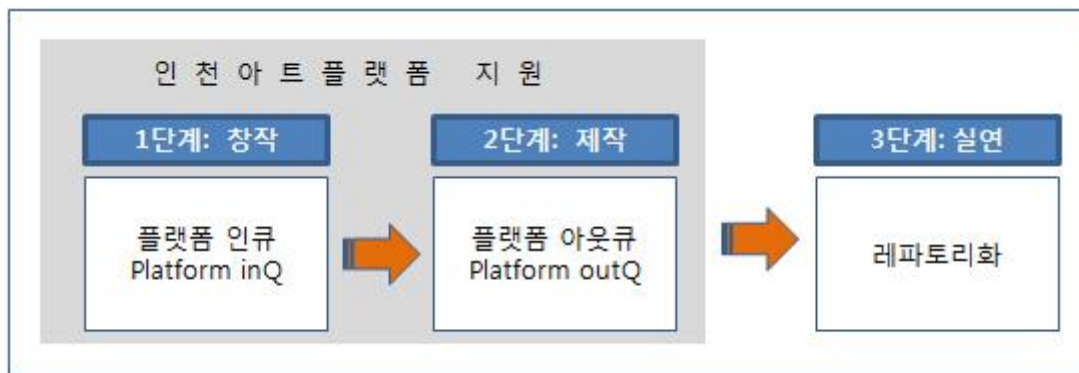 인 천 아 트 플 랫 폼 지 원
1단계: 창작
2단계: 제작
3단계: 실연
플랫폼 인큐
Platform inQ
플랫폼 아웃큐
Platform outQ
레파토리화